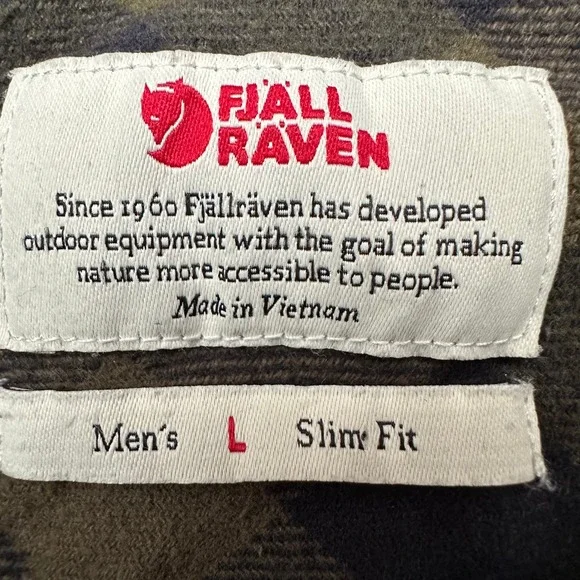 FJÄLL
RÄVEN
Since 1960 Fjällräven has developed
outdoor equipment with the goal of making
nature more accessible to people.
Made in Vietnam
Men's L Slim Fit